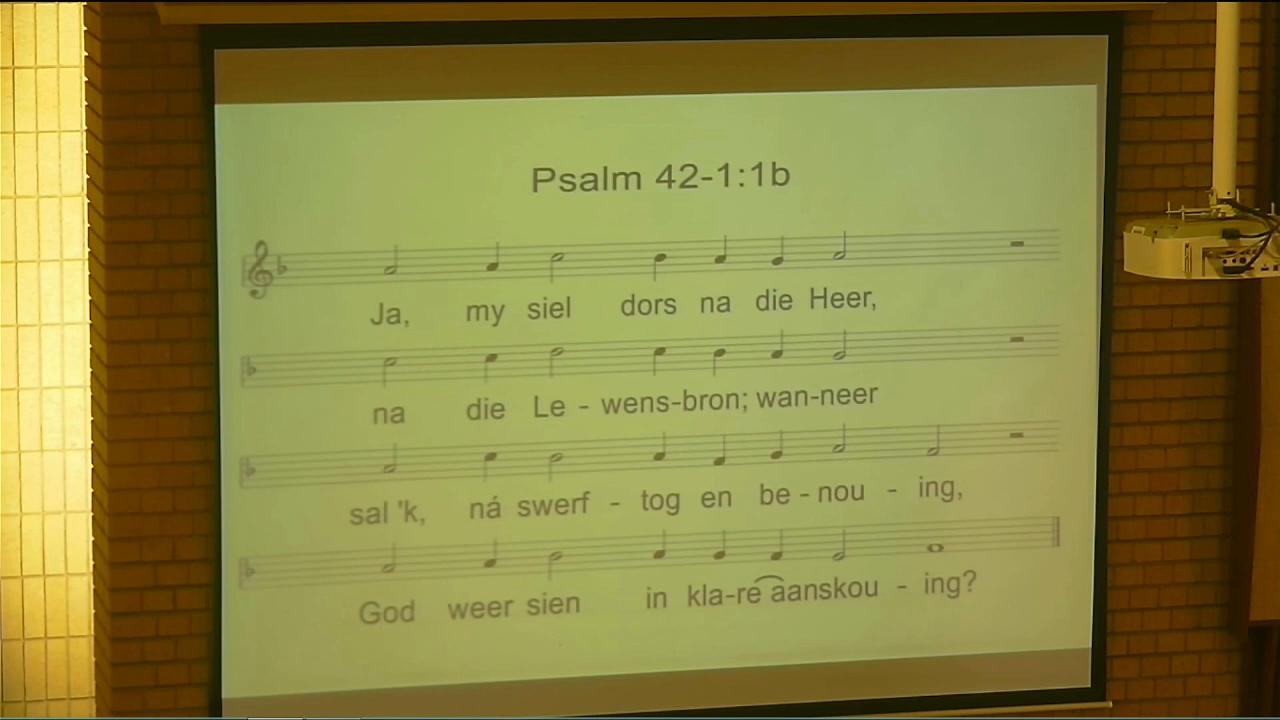 Psalm 42-1:1b
Ja, my siel dors na die Heer,
na die Le - wens-bron; wan-neer
sal 'k, ná swerf - tog en be - nou - ing,
God weer sien in kla-re aanskou - ing?